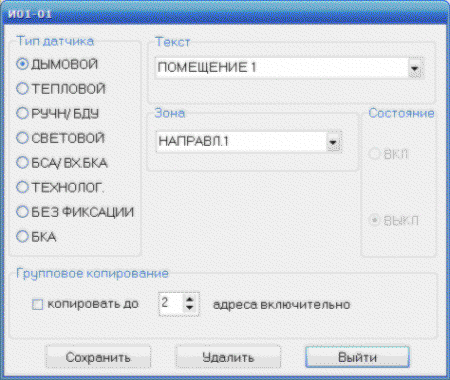 ИО1-01
Тип датчика
ДЫМОВОЙ
ТЕПЛОВОЙ
РУЧН/БДУ
СВЕТОВОЙ
БСА/ВХ.БКА
ТЕХНОЛОГ.
БЕЗ ФИКСАЦИИ
БКА
Текст
ПОМЕЩЕНИЕ 1
Зона
НАПРАВЛ.1
Состояние
ВКЛ
ВЫКЛ
Групповое копирование
копировать до 2 адреса включительно
Сохранить Удалить Выйти